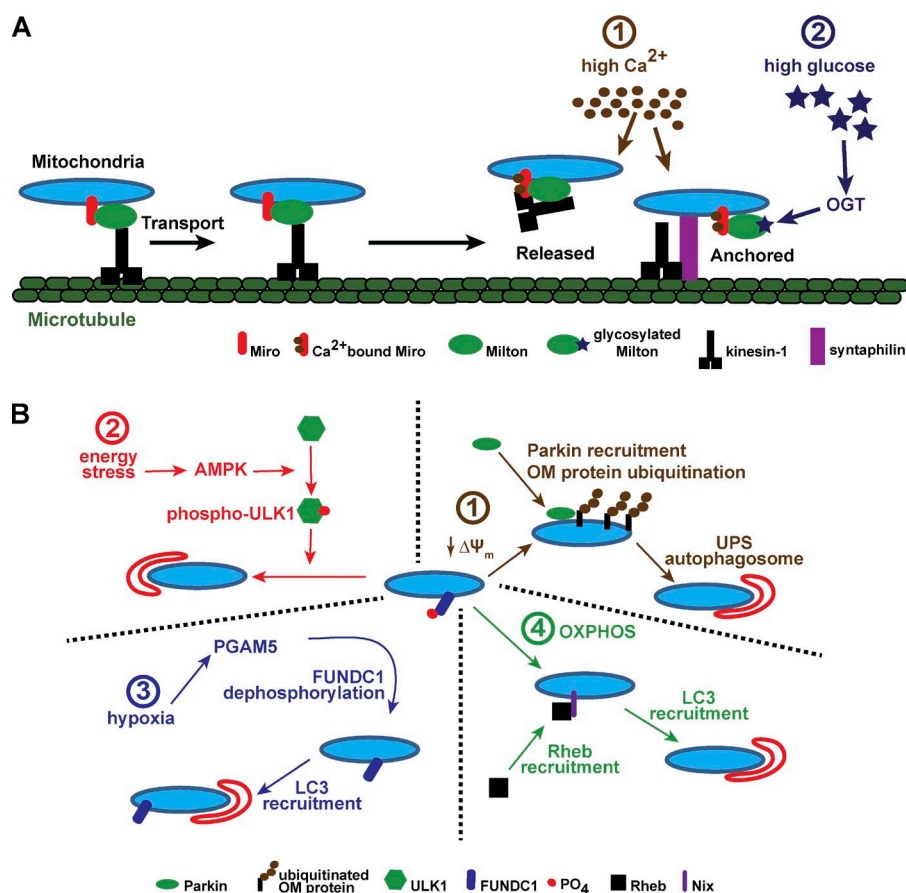 A
1
high Ca2+
2
high glucose
Mitochondria
Transport
Released
OGT
Anchored
Microtubule
Miro
Ca2+bound Miro
Milton
glycosylated
Milton
kinesin-1
syntaphilin
B
2
energy
stress
AMPK
phospho-ULK1
1
↓ ΔΨm
Parkin recruitment
OM protein ubiquitination
UPS
autophagosome
3
hypoxia
PGAM5
FUNDC1
dephosphorylation
LC3
recruitment
4 OXPHOS
Rheb
recruitment
LC3
recruitment
Parkin
ubiquitinated
OM protein
ULK1
FUNDC1
PO4
Rheb
Nix